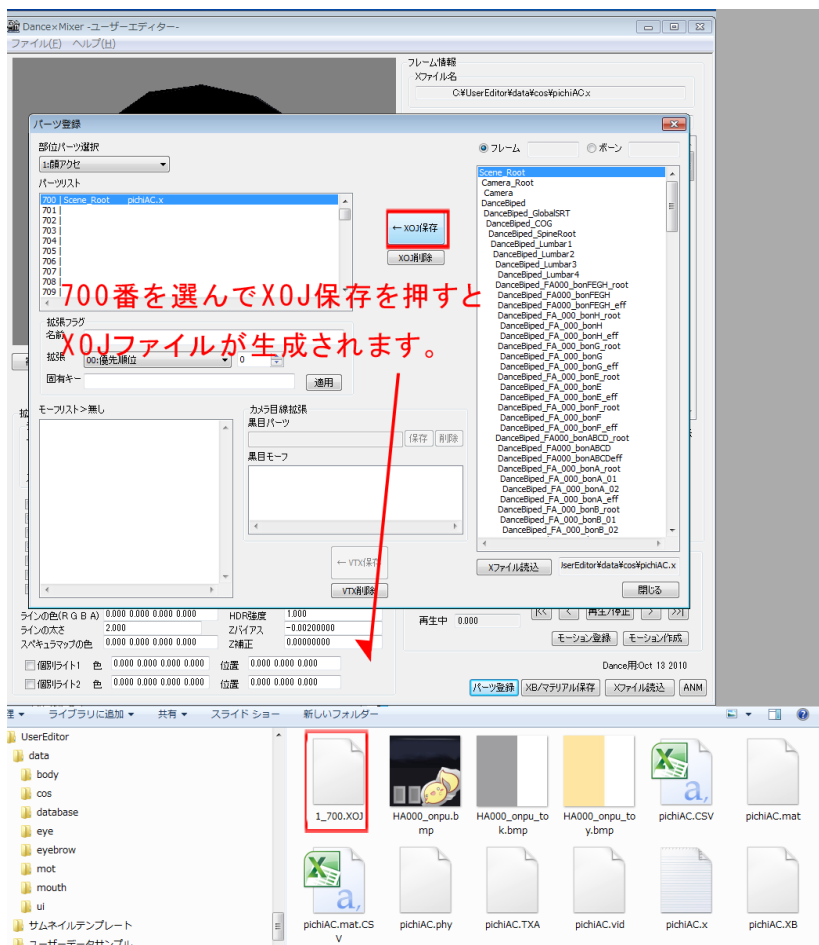 Dance×Mixer -ユーザーエディター-
ファイル(F) ヘルプ(H)
フレーム情報
Xファイル名
C:¥UserEditor¥data¥cos¥pichiAC.x
パーツ登録
部位パーツ選択
1:顔アクセ
パーツリスト
700 | Scene_Root pichiAC.x
701 |
702 |
703 |
704 |
705 |
706 |
707 |
708 |
709 |
← XOJ保存
XOJ削除
フレーム
ボーン
Scene_Root
Camera_Root
Camera
DanceBiped
DanceBiped_GlobalSRT
DanceBiped_COG
DanceBiped_SpineRoot
DanceBiped_Lumbar1
DanceBiped_Lumbar2
DanceBiped_Lumbar3
DanceBiped_Lumbar4
DanceBiped_FA000_bonFEGH_root
DanceBiped_FA000_bonFEGH
DanceBiped_FA000_bonFEGH_eff
DanceBiped_FA_000_bonH_root
DanceBiped_FA_000_bonH
DanceBiped_FA_000_bonH_eff
DanceBiped_FA_000_bonG_root
DanceBiped_FA_000_bonG
DanceBiped_FA_000_bonG_eff
DanceBiped_FA_000_bonE_root
DanceBiped_FA_000_bonE
DanceBiped_FA_000_bonE_eff
DanceBiped_FA_000_bonF_root
DanceBiped_FA_000_bonF
DanceBiped_FA_000_bonF_eff
DanceBiped_FA000_bonABCD_root
DanceBiped_FA000_bonABCD
DanceBiped_FA000_bonABCDeff
DanceBiped_FA_000_bonA_root
DanceBiped_FA_000_bonA_01
DanceBiped_FA_000_bonA_02
DanceBiped_FA_000_bonA_eff
DanceBiped_FA_000_bonB_root
DanceBiped_FA_000_bonB_01
DanceBiped_FA_000_bonB_02
700番を選んでXOJ保存を押すと
XOJファイルが生成されます。
拡張フラグ
名前
拡張 00:優先順位 0
固有キー 適用
モーフリスト>無し
カメラ目線拡張
黒目パーツ
保存 削除
黒目モーフ
← VTX保存
VTX削除
Xファイル読込 IserEditor¥data¥cos¥pichiAC.x
閉じる
ラインの色(R G B A) 0.000 0.000 0.000 0.000 HDR強度 1.000
ラインの太さ 2.000 Zバイアス -0.00200000
スペキュラマップの色 0.000 0.000 0.000 0.000 Z補正 0.00000000
個別ライト1 色 0.000 0.000 0.000 0.000 位置 0.000 0.000 0.000
個別ライト2 色 0.000 0.000 0.000 0.000 位置 0.000 0.000 0.000
再生中 0.000 |<< < 再生/停止 > >>|
モーション登録 モーション作成
Dance用:Oct 13 2010
パーツ登録 XB/マテリアル保存 Xファイル読込 ANM
理 ライブラリに追加 共有 スライド ショー 新しいフォルダー
UserEditor
data
body
cos
database
eye
eyebrow
mot
mouth
ui
サムネイルテンプレート
ユーザーデータサンプル
1_700.XOJ
HA000_onpu.b
mp
HA000_onpu_to
k.bmp
HA000_onpu_to
y.bmp
pichiAC.CSV
pichiAC.mat
pichiAC.mat.CS
V
pichiAC.phy
pichiAC.TXA
pichiAC.vid
pichiAC.x
pichiAC.XB